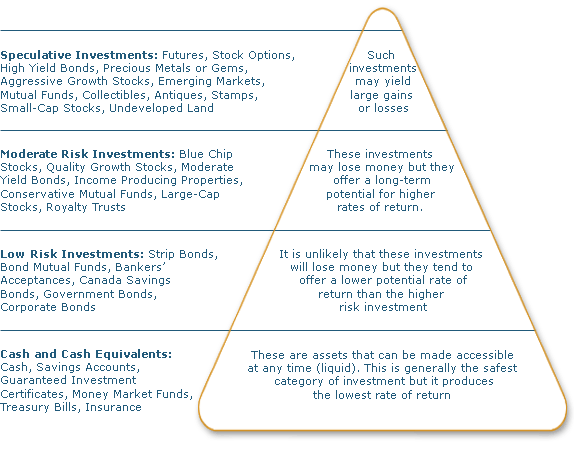 Speculative Investments: Futures, Stock Options,
High Yield Bonds, Precious Metals or Gems,
Aggressive Growth Stocks, Emerging Markets,
Mutual Funds, Collectibles, Antiques, Stamps,
Small-Cap Stocks, Undeveloped Land
Such
investments
may yield
large gains
or losses
Moderate Risk Investments: Blue Chip
Stocks, Quality Growth Stocks, Moderate
Yield Bonds, Income Producing Properties,
Conservative Mutual Funds, Large-Cap
Stocks, Royalty Trusts
These investments
may lose money but they
offer a long-term
potential for higher
rates of return.
Low Risk Investments: Strip Bonds,
Bond Mutual Funds, Bankers’
Acceptances, Canada Savings
Bonds, Government Bonds,
Corporate Bonds
It is unlikely that these investments
will lose money but they tend to
offer a lower potential rate of
return than the higher
risk investment
Cash and Cash Equivalents:
Cash, Savings Accounts,
Guaranteed Investment
Certificates, Money Market Funds,
Treasury Bills, Insurance
These are assets that can be made accessible
at any time (liquid). This is generally the safest
category of investment but it produces
the lowest rate of return